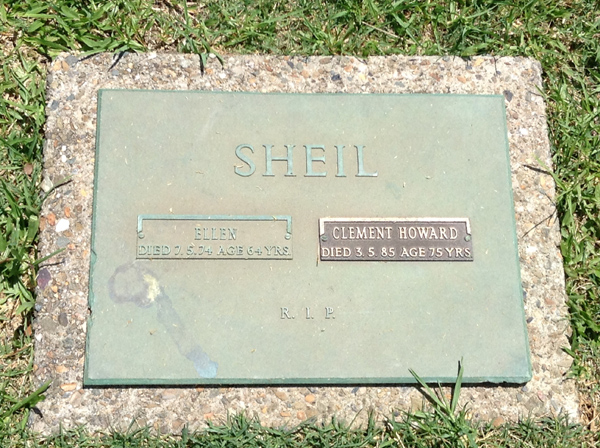 SHEIL
ELLEN
DIED 7. 5.74 AGE 64 YRS.
CLEMENT HOWARD
DIED 3. 5. 85 AGE 75 YRS.
R. I. P.